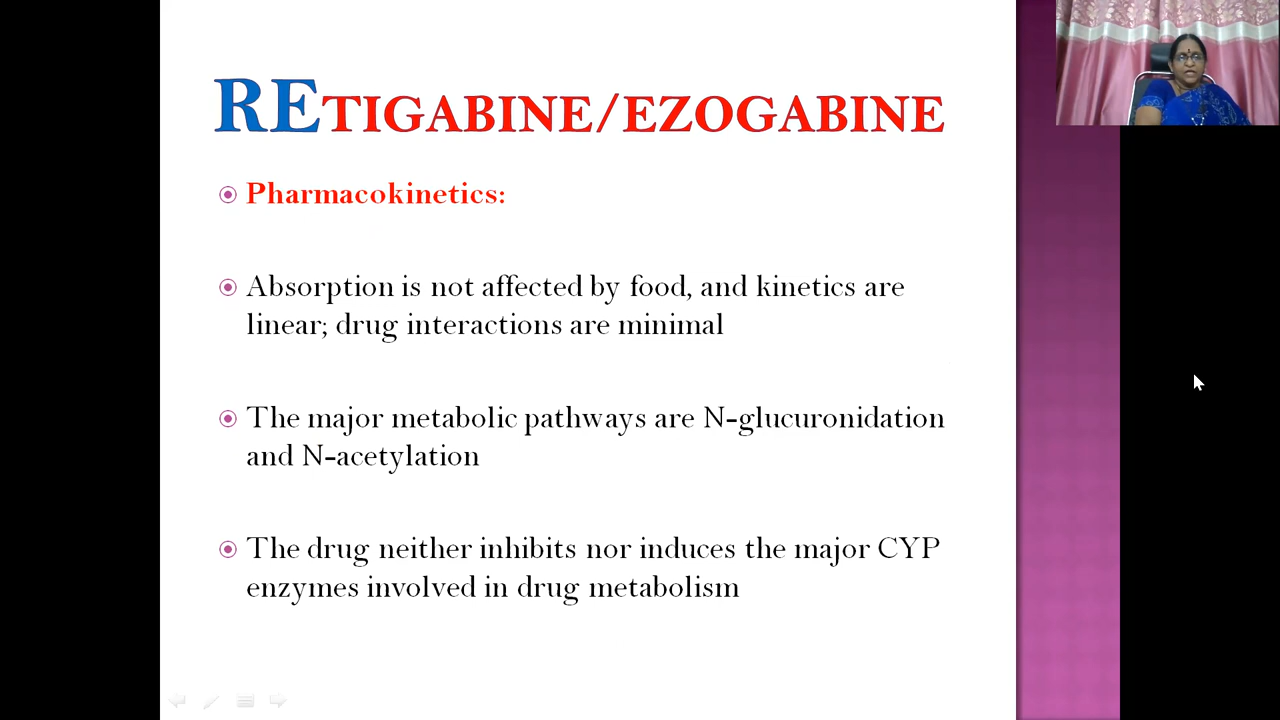 RETIGABINE/EZOGABINE
Pharmacokinetics:
Absorption is not affected by food, and kinetics are
linear; drug interactions are minimal
The major metabolic pathways are N-glucuronidation
and N-acetylation
The drug neither inhibits nor induces the major CYP
enzymes involved in drug metabolism